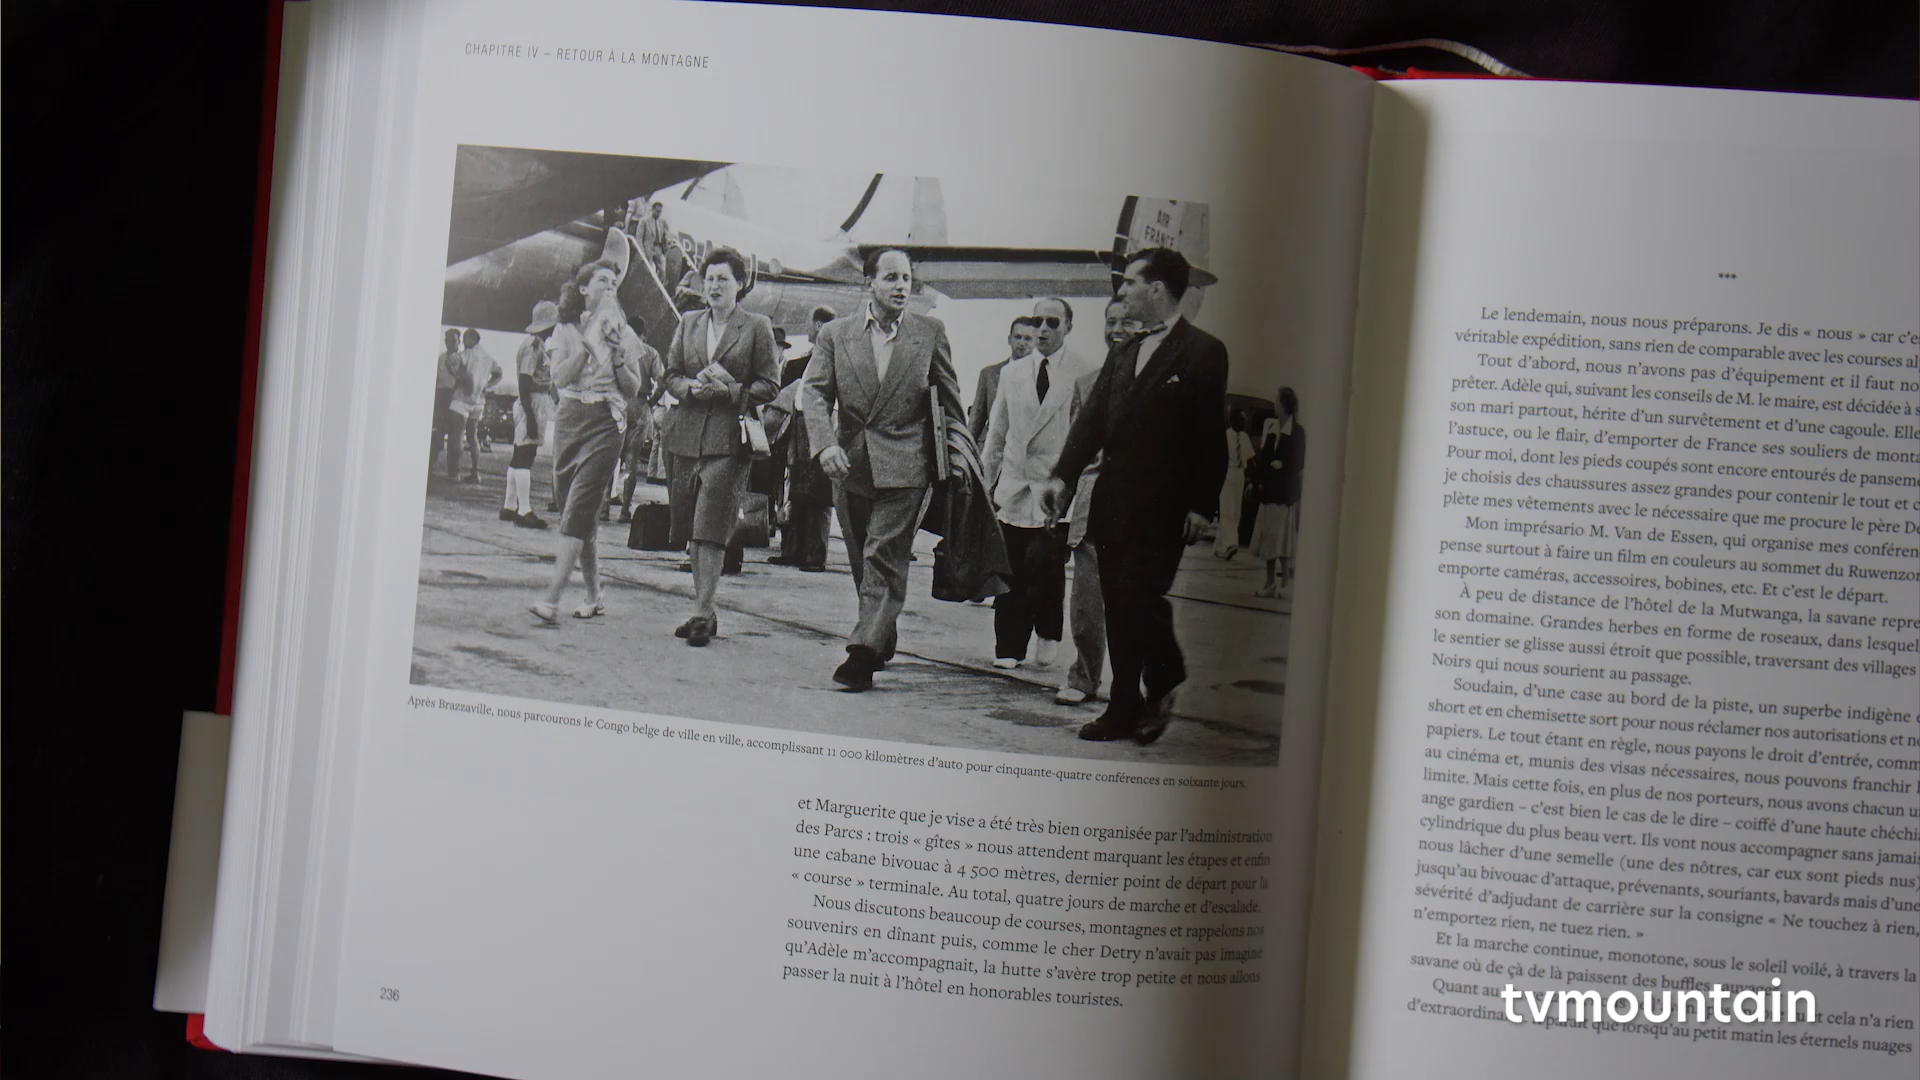 CHAPITRE IV – RETOUR À LA MONTAGNE
AIR
FRANCE
Après Brazzaville, nous parcourons le Congo belge de ville en ville, accomplissant 11 000 kilomètres d'auto pour cinquante-quatre conférences en soixante jours.
et Marguerite que je vise a été très bien organisée par l'administration
des Parcs : trois « gîtes » nous attendent marquant les étapes et enfin
une cabane bivouac à 4 500 mètres, dernier point de départ pour la
« course » terminale. Au total, quatre jours de marche et d'escalade.
Nous discutons beaucoup de courses, montagnes et rappelons nos
souvenirs en dînant puis, comme le cher Detry n'avait pas imaginé
qu'Adèle m'accompagnait, la hutte s'avère trop petite et nous allons
passer la nuit à l'hôtel en honorables touristes.
236
***
Le lendemain, nous nous préparons. Je dis « nous » car
véritable expédition, sans rien de comparable avec les courses
Tout d'abord, nous n'avons pas d'équipement et il faut
prêter. Adèle qui, suivant les conseils de M. le maire, est décidée à
son mari partout, hérite d'un survêtement et d'une cagoule. Elle
l'astuce, ou le flair, d'emporter de France ses souliers de
Pour moi, dont les pieds coupés sont encore entourés de
je choisis des chaussures assez grandes pour contenir le tout et
plète mes vêtements avec le nécessaire que me procure le père
Mon imprésario M. Van de Essen, qui organise mes
pense surtout à faire un film en couleurs au sommet du
emporte caméras, accessoires, bobines, etc. Et c'est le départ.
À peu de distance de l'hôtel de la Mutwanga, la savane
son domaine. Grandes herbes en forme de roseaux, dans
le sentier se glisse aussi étroit que possible, traversant des villages
Noirs qui nous sourient au passage.
Soudain, d'une case au bord de la piste, un superbe indigène
short et en chemisette sort pour nous réclamer nos autorisations et
papiers. Le tout étant en règle, nous payons le droit d'entrée,
au cinéma et, munis des visas nécessaires, nous pouvons franchir
limite. Mais cette fois, en plus de nos porteurs, nous avons chacun
ange gardien – c'est bien le cas de le dire – coiffé d'une haute
cylindrique du plus beau vert. Ils vont nous accompagner sans jamais
nous lâcher d'une semelle (une des nôtres, car eux sont pieds nus)
jusqu'au bivouac d'attaque, prévenants, souriants, bavards mais d'une
sévérité d'adjudant de carrière sur la consigne « Ne touchez à rien,
n'emportez rien, ne tuez rien. »
Et la marche continue, monotone, sous le soleil voilé, à travers la
savane où de çà de là paissent des buffles
Quant au cela n'a rien
que lorsqu'au petit matin les éternels nuages
tvmountain